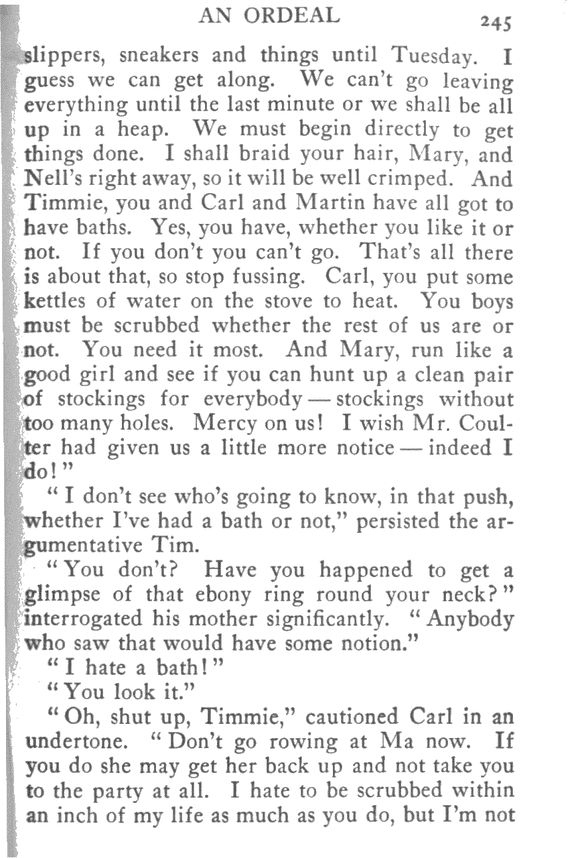 AN ORDEAL 245
slippers, sneakers and things until Tuesday. I
guess we can get along. We can't go leaving
everything until the last minute or we shall be all
up in a heap. We must begin directly to get
things done. I shall braid your hair, Mary, and
Nell's right away, so it will be well crimped. And
Timmie, you and Carl and Martin have all got to
have baths. Yes, you have, whether you like it or
not. If you don't you can't go. That's all there
is about that, so stop fussing. Carl, you put some
kettles of water on the stove to heat. You boys
must be scrubbed whether the rest of us are or
not. You need it most. And Mary, run like a
good girl and see if you can hunt up a clean pair
of stockings for everybody — stockings without
too many holes. Mercy on us! I wish Mr. Coul-
ter had given us a little more notice — indeed I
do!"
"I don't see who's going to know, in that push,
whether I've had a bath or not," persisted the ar-
gumentative Tim.
"You don't? Have you happened to get a
glimpse of that ebony ring round your neck?"
interrogated his mother significantly. "Anybody
who saw that would have some notion."
"I hate a bath!"
"You look it."
"Oh, shut up, Timmie," cautioned Carl in an
undertone. "Don't go rowing at Ma now. If
you do she may get her back up and not take you
to the party at all. I hate to be scrubbed within
an inch of my life as much as you do, but I'm not